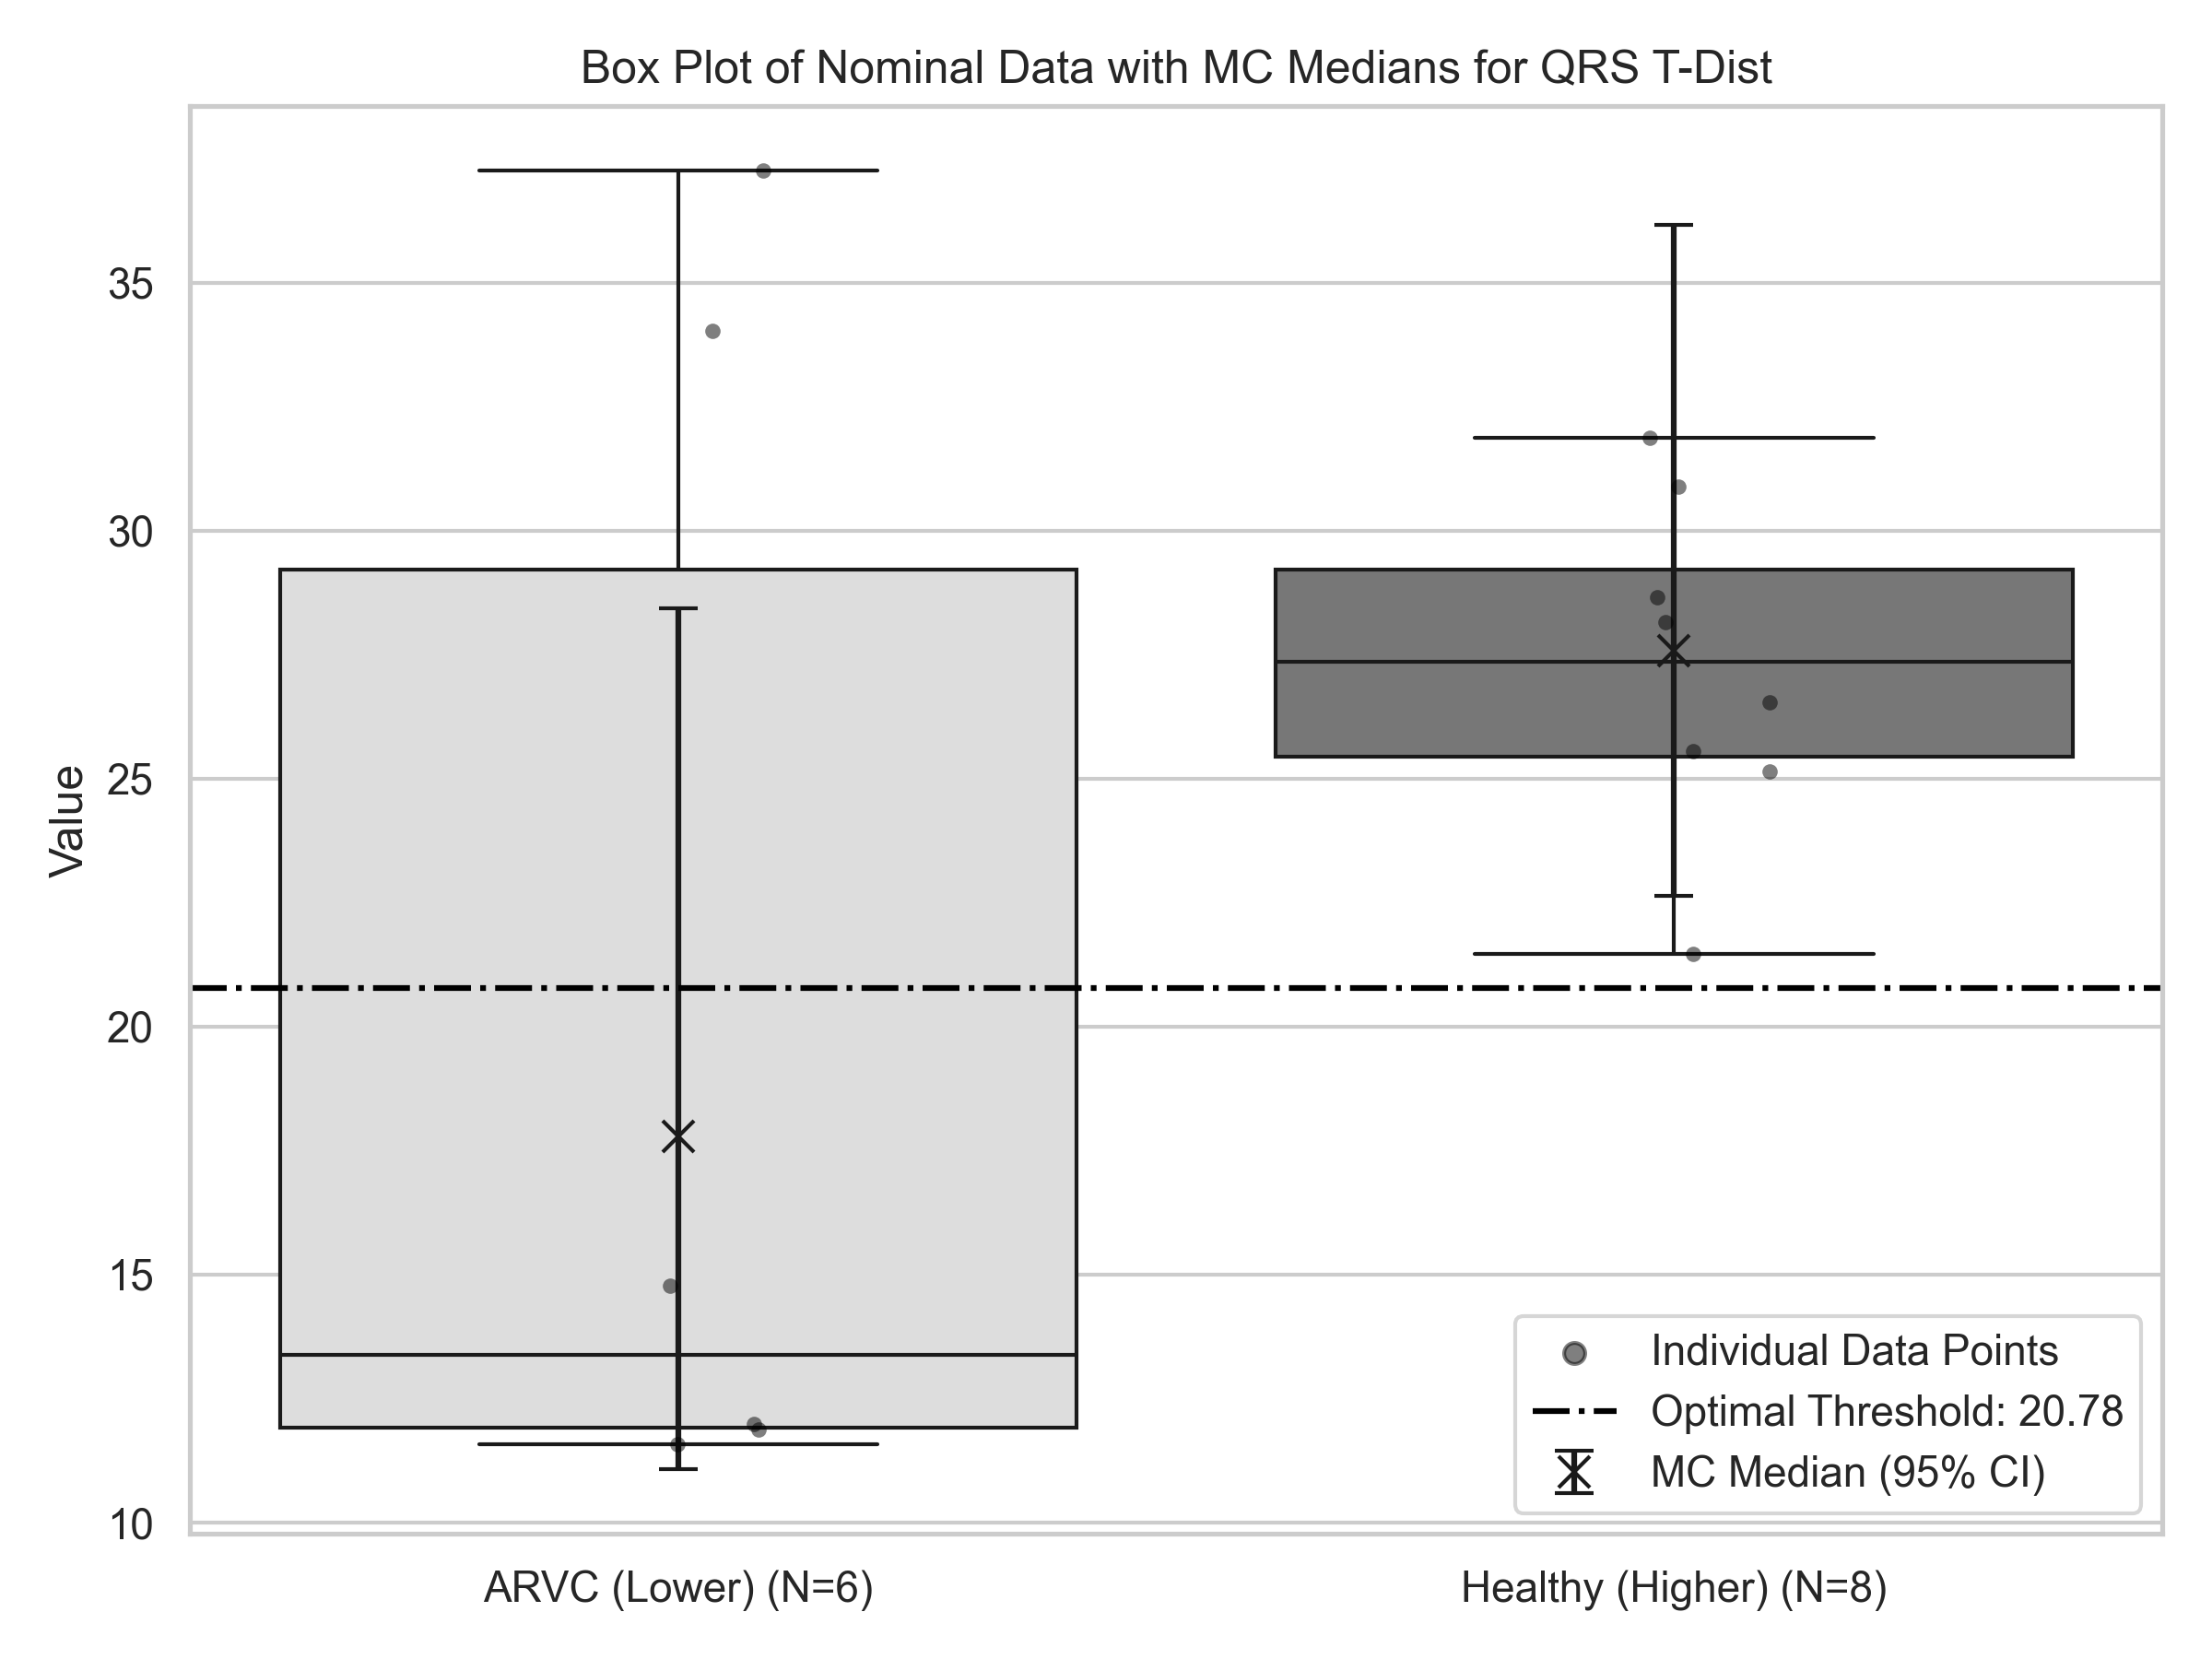 Box Plot of Nominal Data with MC Medians for QRS T-Dist
Value
35
30
25
20
15
10
Individual Data Points
Optimal Threshold: 20.78
MC Median (95% CI)
ARVC (Lower) (N=6)
Healthy (Higher) (N=8)